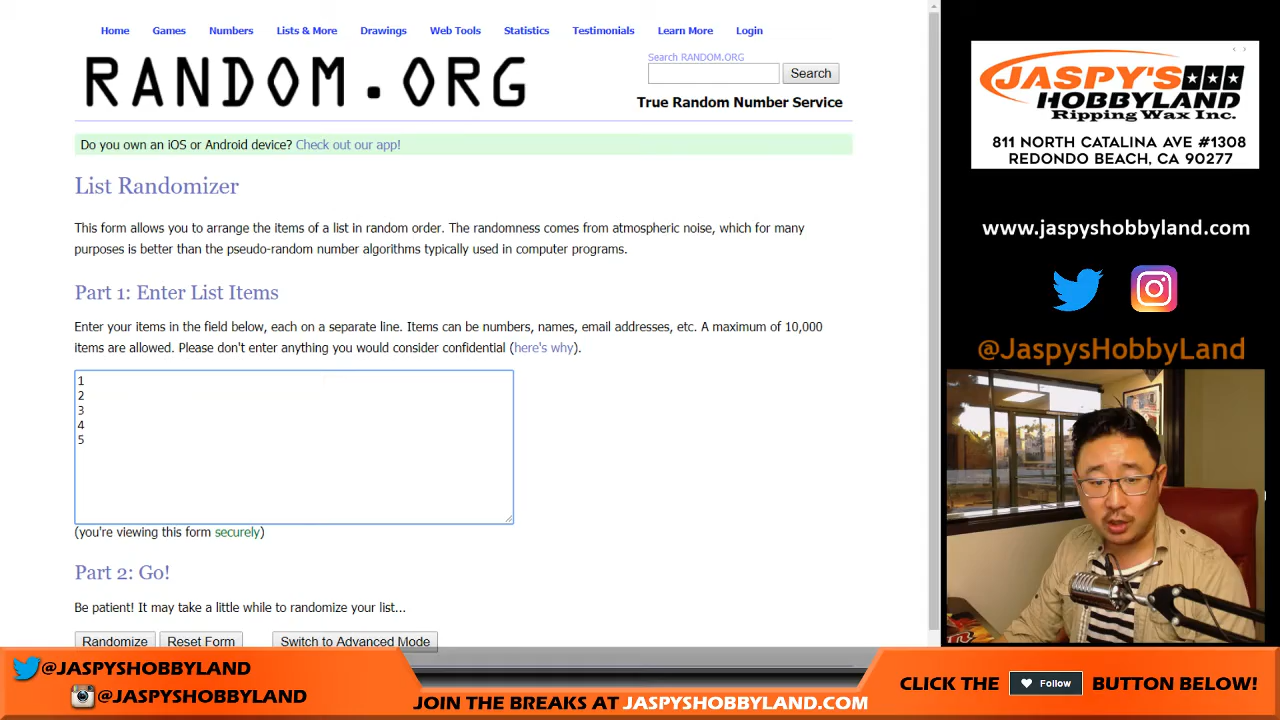 Home Games Numbers Lists & More Drawings Web Tools Statistics Testimonials Learn More Login
RANDOM.ORG
Search RANDOM.ORG
Search
True Random Number Service
Do you own an iOS or Android device? Check out our app!
List Randomizer
This form allows you to arrange the items of a list in random order. The randomness comes from atmospheric noise, which for many
purposes is better than the pseudo-random number algorithms typically used in computer programs.
Part 1: Enter List Items
Enter your items in the field below, each on a separate line. Items can be numbers, names, email addresses, etc. A maximum of 10,000
items are allowed. Please don't enter anything you would consider confidential (here's why).
1
2
3
4
5
(you're viewing this form securely)
Part 2: Go!
Be patient! It may take a little while to randomize your list...
Randomize Reset Form Switch to Advanced Mode
JASPY'S
HOBBYLAND
Ripping Wax Inc.
811 NORTH CATALINA AVE #1308
REDONDO BEACH, CA 90277
www.jaspyshobbyland.com
@JaspysHobbyLand
@JASPYSHOBBYLAND
@JASPYSHOBBYLAND
JOIN THE BREAKS AT JASPYSHOBBYLAND.COM
CLICK THE Follow BUTTON BELOW!